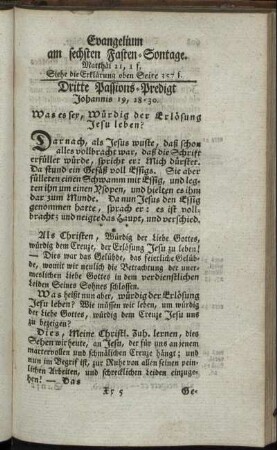 Evangelium
am sechsten Fasten-Sontage.
Matthäi 21, 1 f.
Siehe die Erklärung oben Seite
Dritte Passions-Predigt
Johannis 19, 28-30.
Was es sey, Würdig der Erlösung
Jesu leben?
Darnach, als Jesus wuste, daß schon
alles vollbracht war, daß die Schrift
erfüllet würde, spricht er: Mich dürstet.
Da stund ein Gefäß voll Eßigs. Sie aber
fülleten einen Schwamm mit Eßig, und leg-
ten ihn um einen Ysopen, und hielten es ihm
dar zum Munde. Da nun Jesus den Essig
genommen hatte, sprach er: es ist voll-
bracht; und neigte das Haupt, und verschied.
Als Christen, Würdig der Liebe Gottes,
würdig dem Creuze, der Erlösung Jesu zu leben!
— Dies war das Gelübde, das feierliche Gelüb-
de, womit wir neulich die Betrachtung der uner-
meslichen Liebe Gottes in dem verdienstlichen
Leiden Seines Sohnes schlossen.
Was heißt nun aber, würdig der Erlösung
Jesu leben? Wie müssen wir leben, um würdig
der Liebe Gottes, würdig dem Creuze Jesu uns
zu bezeigen?
Dies, Meine Christl. Zuh. lernen, dies
Sehen wir heute, an Jesu, der für uns an jenem
martervollen und schmälichen Creuze hängt; und
nun im Begrif ist, zur Ruhe von allen seinen pein-
lichen Arbeiten, und schrecklichen Leiden einzuge-
hen! — Das
Xx 5
Ge-